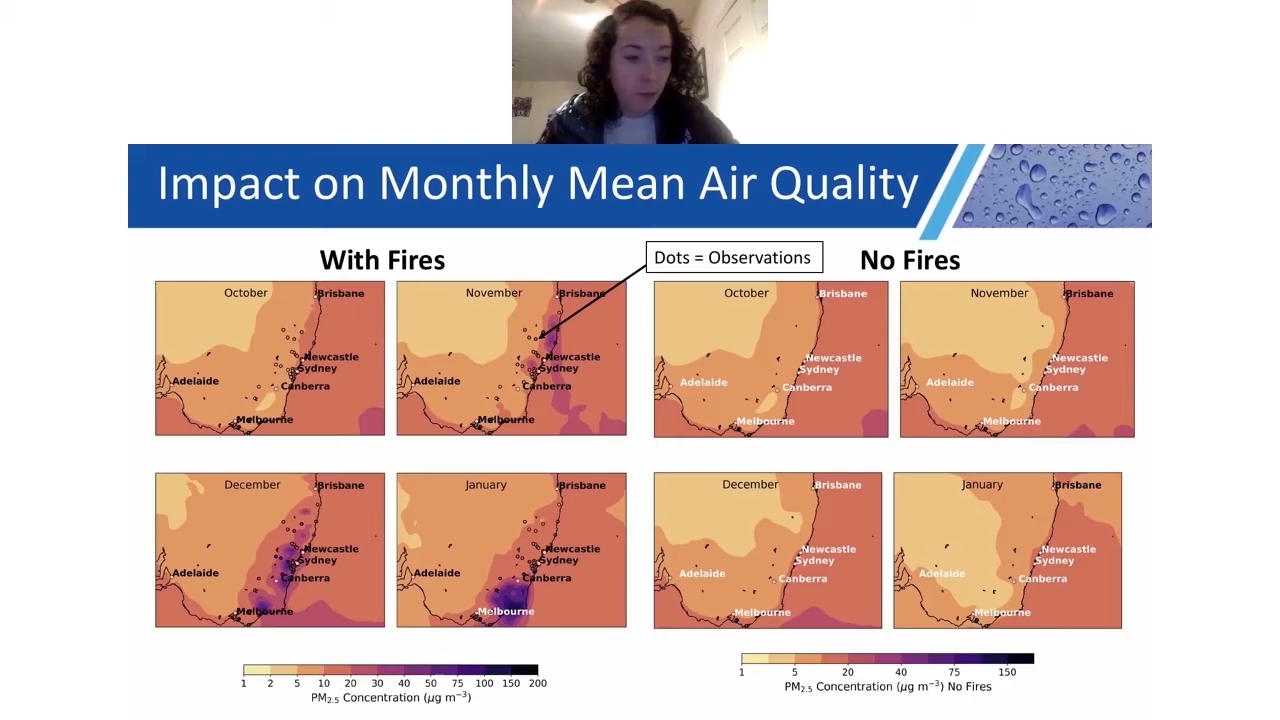 Impact on Monthly Mean Air Quality
With Fires
Dots = Observations
No Fires
October
Brisbane
Newcastle
Sydney
Adelaide
Canberra
Melbourne
November
Brisbane
Newcastle
Sydney
Adelaide
Canberra
Melbourne
October
Brisbane
Newcastle
Sydney
Adelaide
Canberra
Melbourne
November
Brisbane
Newcastle
Sydney
Adelaide
Canberra
Melbourne
December
Brisbane
Newcastle
Sydney
Adelaide
Canberra
Melbourne
January
Brisbane
Newcastle
Sydney
Adelaide
Canberra
Melbourne
December
Brisbane
Newcastle
Sydney
Adelaide
Canberra
Melbourne
January
Brisbane
Newcastle
Sydney
Adelaide
Canberra
Melbourne
1 2 5 10 20 30 40 50 75 100 150 200
PM2.5 Concentration (μg m−3)
1 5 20 40 75 150
PM2.5 Concentration (μg m−3) No Fires